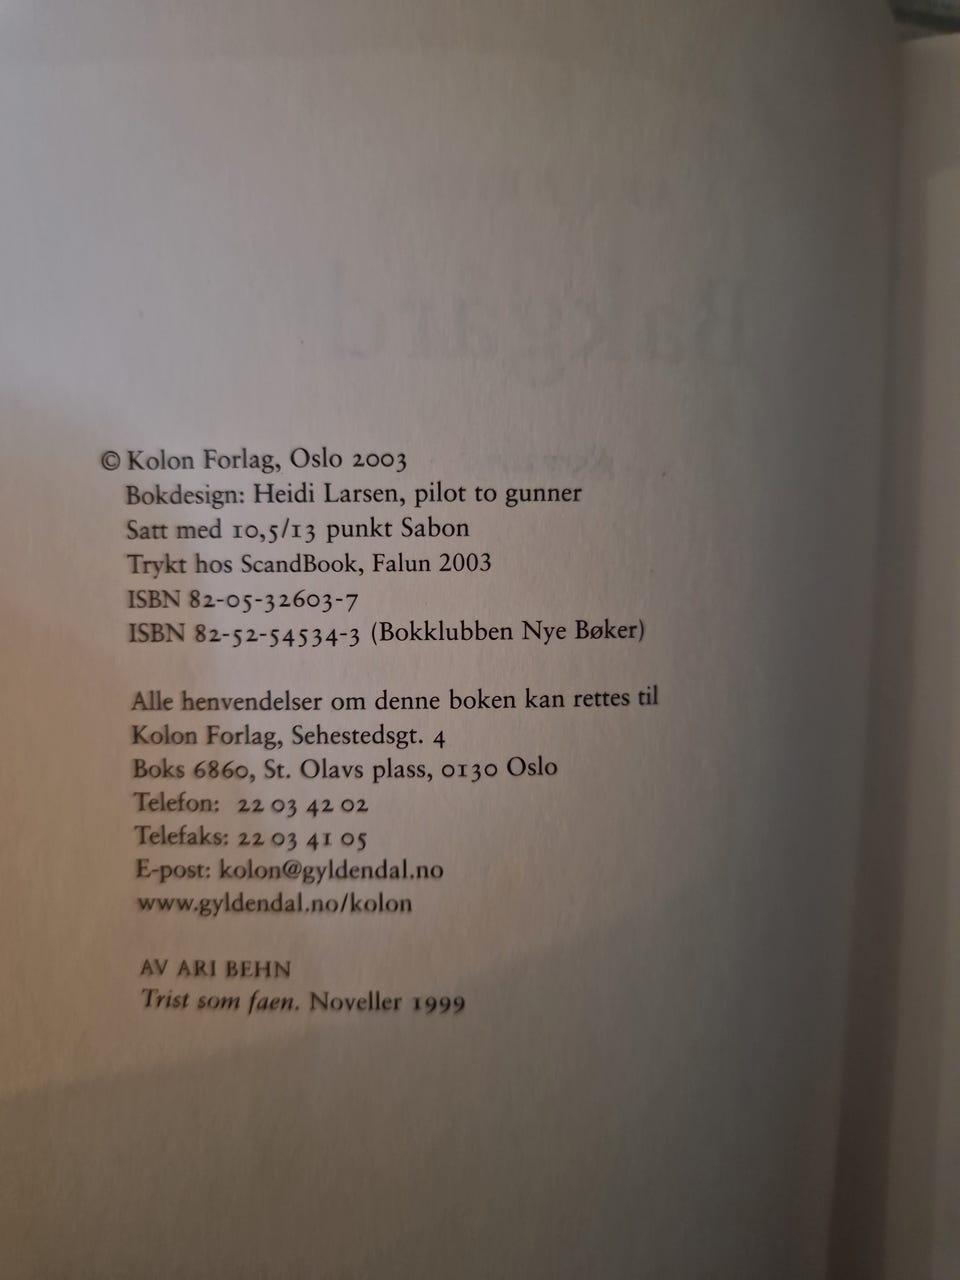 Bakgård
© Kolon Forlag, Oslo 2003
Bokdesign: Heidi Larsen, pilot to gunner
Satt med 10,5/13 punkt Sabon
Trykt hos ScandBook, Falun 2003
ISBN 82-05-32603-7
ISBN 82-52-54534-3 (Bokklubben Nye Bøker)
Alle henvendelser om denne boken kan rettes til
Kolon Forlag, Sehestedsgt. 4
Boks 6860, St. Olavs plass, 0130 Oslo
Telefon: 22 03 42 02
Telefaks: 22 03 41 05
E-post: kolon@gyldendal.no
www.gyldendal.no/kolon
AV ARI BEHN
Trist som faen. Noveller 1999